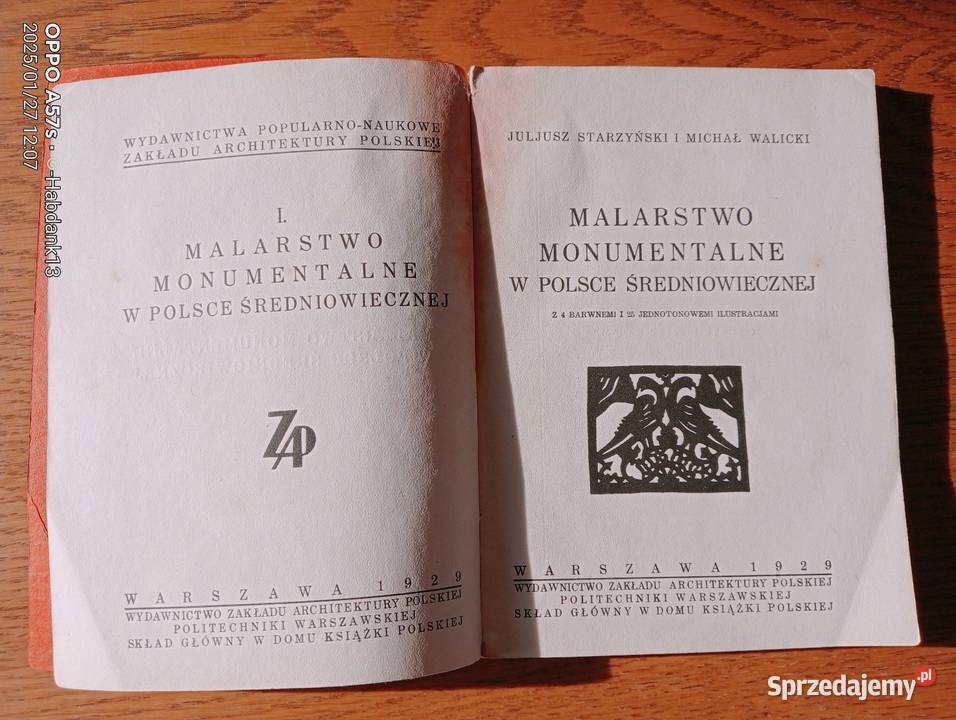 WYDAWNICTWA POPULARNO-NAUKOWE
ZAKŁADU ARCHITEKTURY POLSKIEJ
I.
MALARSTWO
MONUMENTALNE
W POLSCE ŚREDNIOWIECZNEJ
ZAP
WARSZAWA 1929
WYDAWNICTWO ZAKŁADU ARCHITEKTURY POLSKIEJ
POLITECHNIKI WARSZAWSKIEJ
SKŁAD GŁÓWNY W DOMU KSIĄŻKI POLSKIEJ
JULJUSZ STARZYŃSKI I MICHAŁ WALICKI
MALARSTWO
MONUMENTALNE
W POLSCE ŚREDNIOWIECZNEJ
Z 4 BARWNEMI I 25 JEDNOTONOWEMI ILUSTRACJAMI
WARSZAWA 1929
WYDAWNICTWO ZAKŁADU ARCHITEKTURY POLSKIEJ
POLITECHNIKI WARSZAWSKIEJ
SKŁAD GŁÓWNY W DOMU KSIĄŻKI POLSKIEJ
OPPO A57s · Habdank13
2025/01/27 12:07
Sprzedajemy.pl